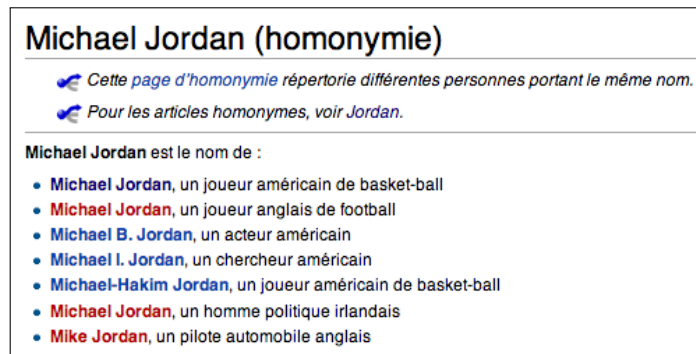 Michael Jordan (homonymie)
Cette page d'homonymie répertorie différentes personnes portant le même nom.
Pour les articles homonymes, voir Jordan.
Michael Jordan est le nom de :
Michael Jordan, un joueur américain de basket-ball
Michael Jordan, un joueur anglais de football
Michael B. Jordan, un acteur américain
Michael I. Jordan, un chercheur américain
Michael-Hakim Jordan, un joueur américain de basket-ball
Michael Jordan, un homme politique irlandais
Mike Jordan, un pilote automobile anglais